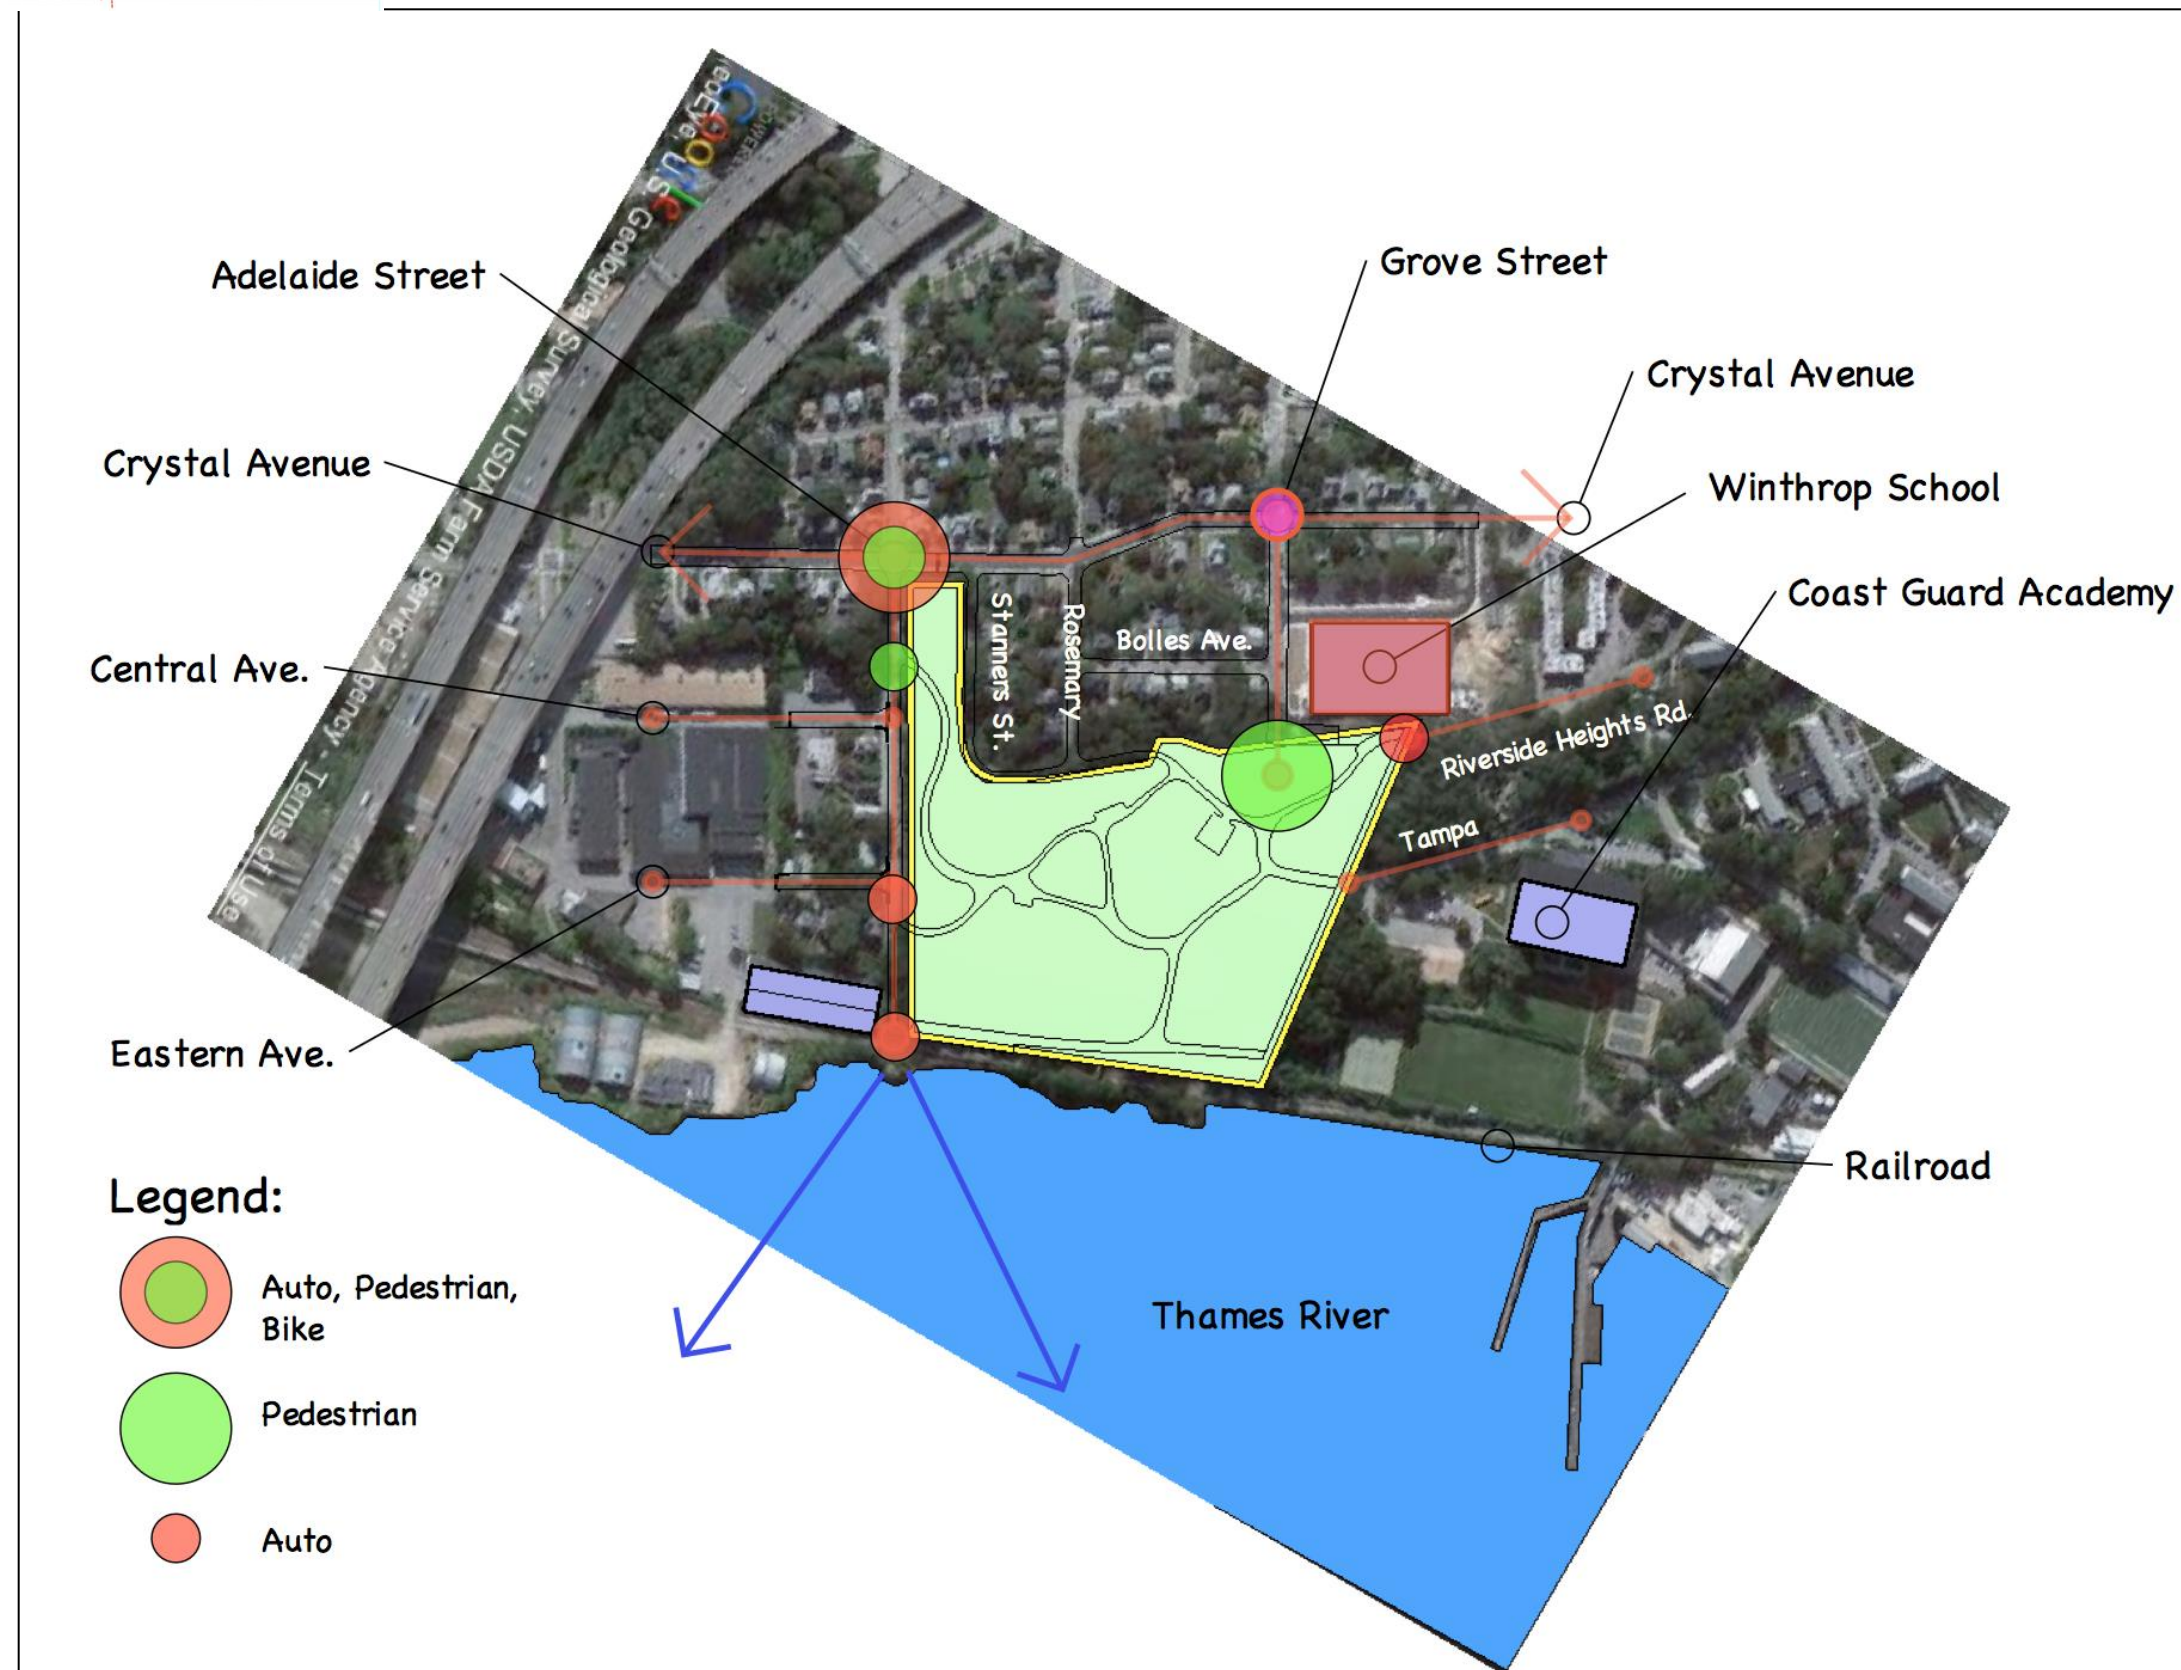 Google
eoEye, U.S. Geological Survey, USDA Farm Service Agency - Terms of Use
Adelaide Street
Grove Street
Crystal Avenue
Crystal Avenue
Winthrop School
Coast Guard Academy
Stanners St.
Rosemary
Bolles Ave.
Central Ave.
Riverside Heights Rd.
Tampa
Eastern Ave.
Railroad
Thames River
Legend:
Auto, Pedestrian,
Bike
Pedestrian
Auto